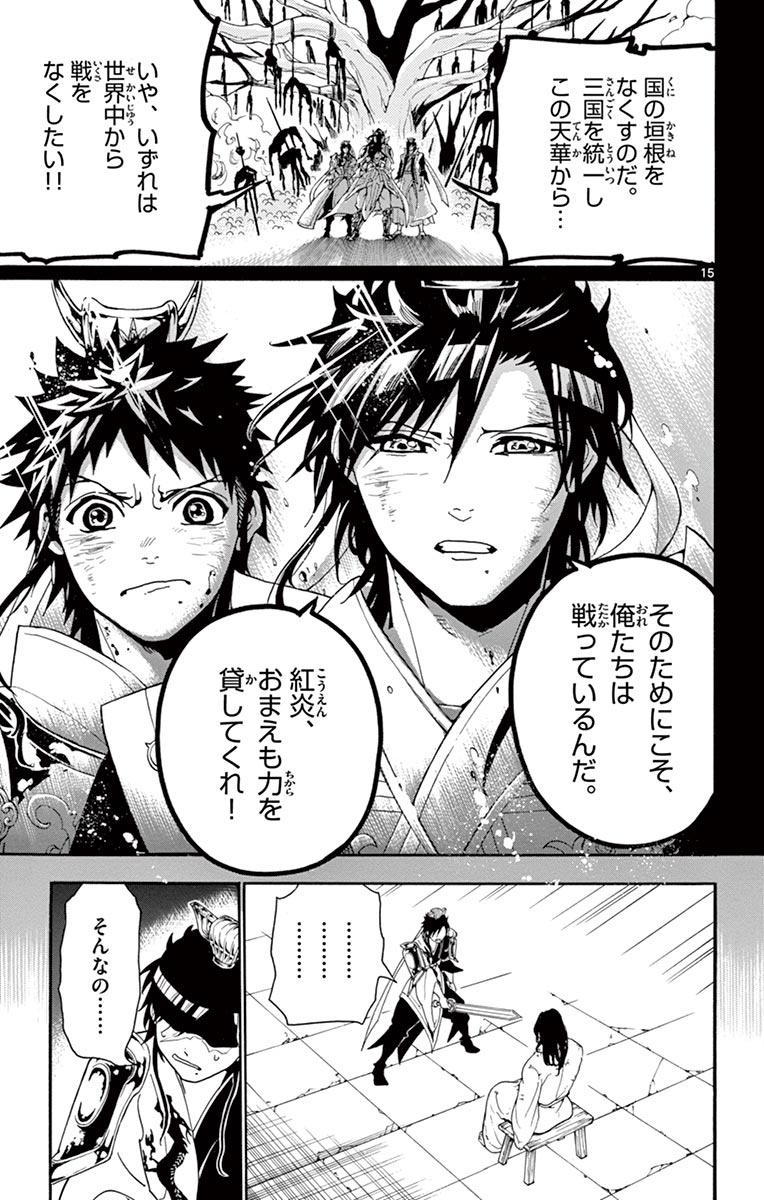 国の垣根を
なくすのだ。
三国を統一し
この天華から…
いや、いずれは
世界中から
戦を
なくしたい!!
15
そのためにこそ、
俺たちは
戦っているんだ。
紅炎、
おまえも力を
貸してくれ!
………
………
………
そんなの……